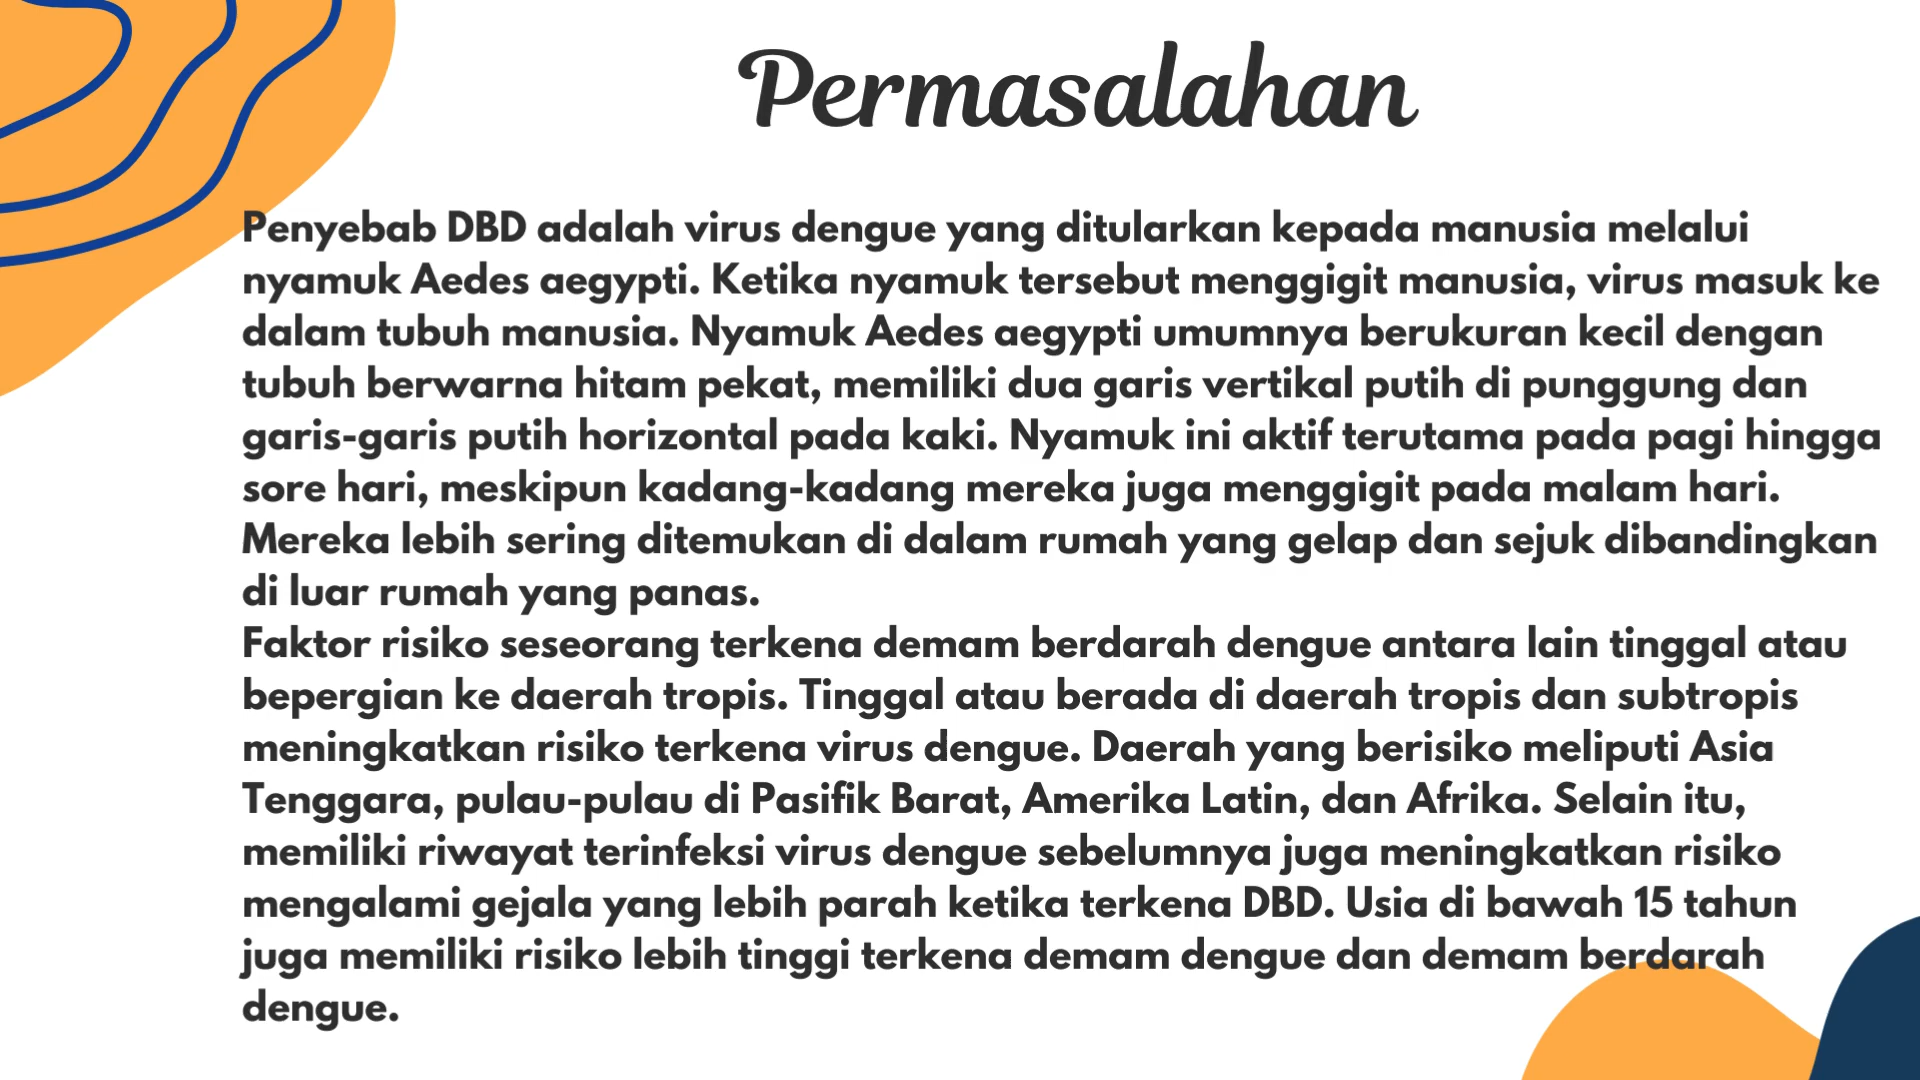 Permasalahan
Penyebab DBD adalah virus dengue yang ditularkan kepada manusia melalui
nyamuk Aedes aegypti. Ketika nyamuk tersebut menggigit manusia, virus masuk ke
dalam tubuh manusia. Nyamuk Aedes aegypti umumnya berukuran kecil dengan
tubuh berwarna hitam pekat, memiliki dua garis vertikal putih di punggung dan
garis-garis putih horizontal pada kaki. Nyamuk ini aktif terutama pada pagi hingga
sore hari, meskipun kadang-kadang mereka juga menggigit pada malam hari.
Mereka lebih sering ditemukan di dalam rumah yang gelap dan sejuk dibandingkan
di luar rumah yang panas.
Faktor risiko seseorang terkena demam berdarah dengue antara lain tinggal atau
bepergian ke daerah tropis. Tinggal atau berada di daerah tropis dan subtropis
meningkatkan risiko terkena virus dengue. Daerah yang berisiko meliputi Asia
Tenggara, pulau-pulau di Pasifik Barat, Amerika Latin, dan Afrika. Selain itu,
memiliki riwayat terinfeksi virus dengue sebelumnya juga meningkatkan risiko
mengalami gejala yang lebih parah ketika terkena DBD. Usia di bawah 15 tahun
juga memiliki risiko lebih tinggi terkena demam dengue dan demam berdarah
dengue.